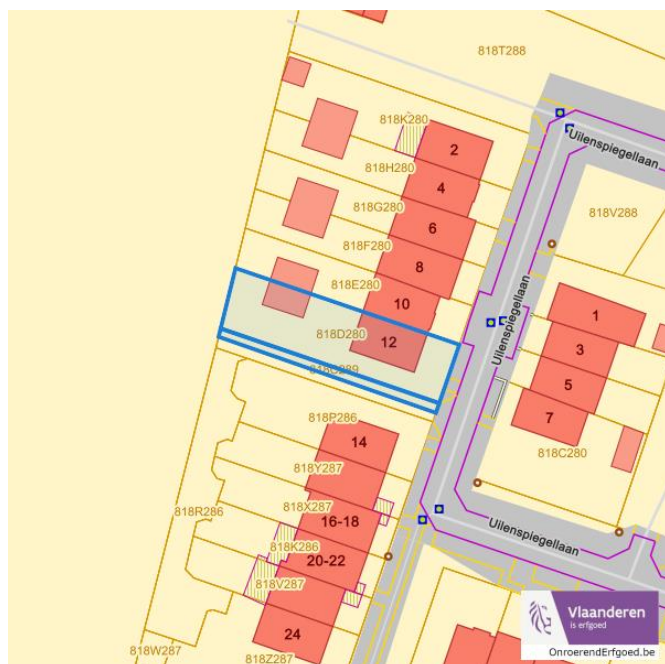 818T288
Uilenspiegellaan
818K280
2
818H280
4
818G280
6
818V288
818F280
8
818E280
10
Uilenspiegellaan
1
818D280
12
3
5
7
818C280
818P286
14
818Y287
818X287
818R286
16-18
Uilenspiegellaan
818K286
20-22
818V287
24
818W287
818Z287
Vlaanderen
is erfgoed
OnroerendErfgoed.be